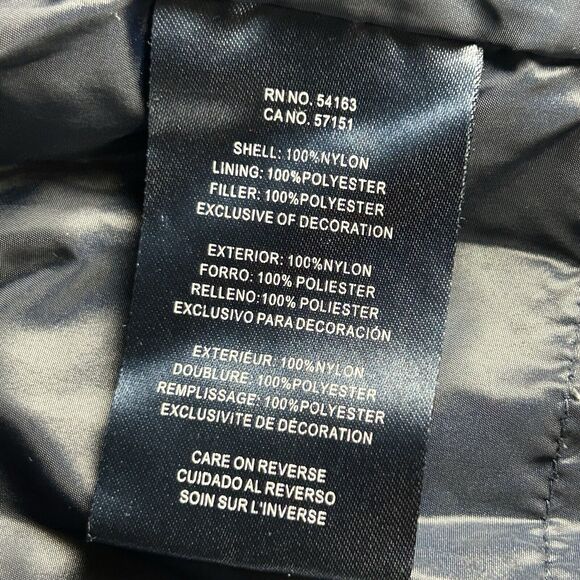 RN NO. 54163
CA NO. 57151
SHELL: 100%NYLON
LINING: 100%POLYESTER
FILLER: 100%POLYESTER
EXCLUSIVE OF DECORATION
EXTERIOR: 100%NYLON
FORRO: 100% POLIESTER
RELLENO: 100% POLIESTER
EXCLUSIVO PARA DECORACIÓN
EXTERIEUR: 100%NYLON
DOUBLURE: 100%POLYESTER
REMPLISSAGE: 100%POLYESTER
EXCLUSIVITE DE DÉCORATION
CARE ON REVERSE
CUIDADO AL REVERSO
SOIN SUR L'INVERSE